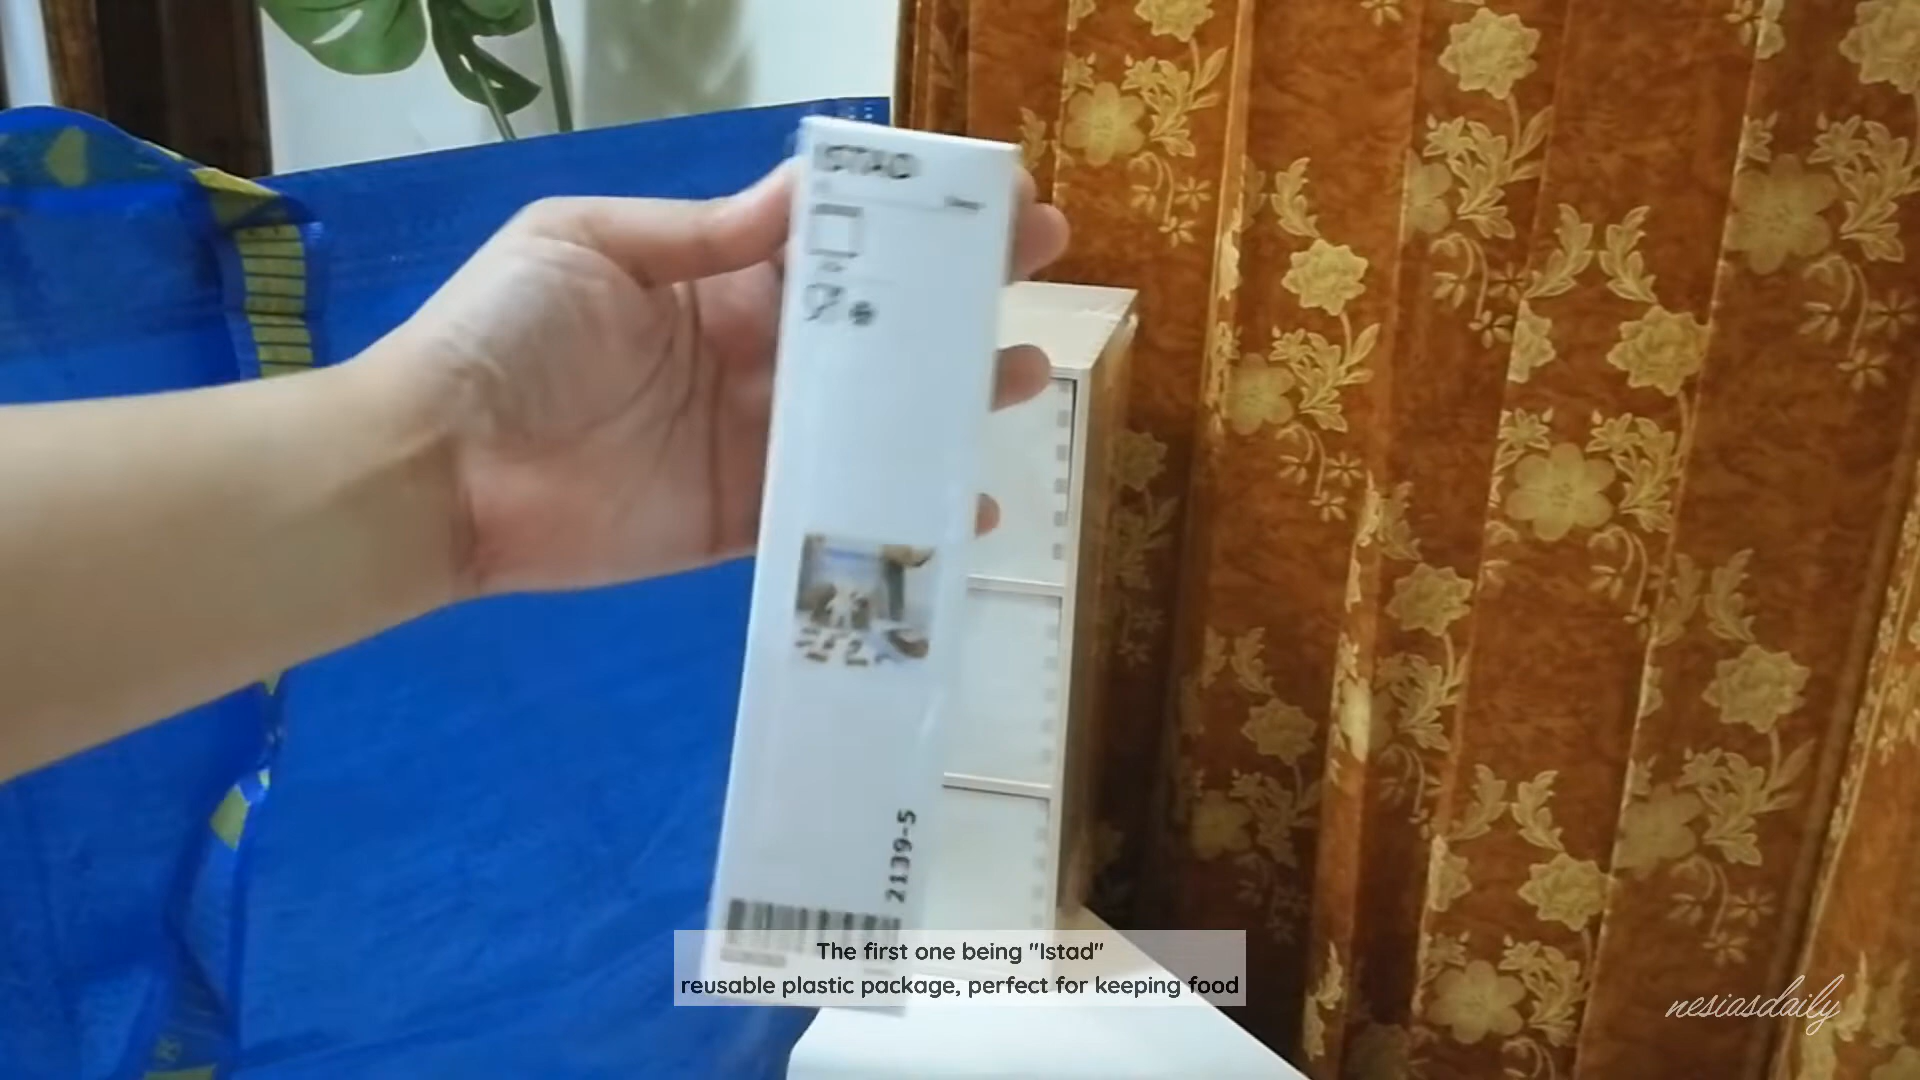 ISTAD
2139-5
The first one being "Istad"
reusable plastic package, perfect for keeping food
nesiasdaily